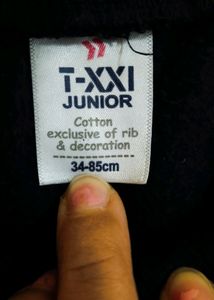 T-XXI
JUNIOR
Cotton
exclusive of rib
& decoration
34-85cm